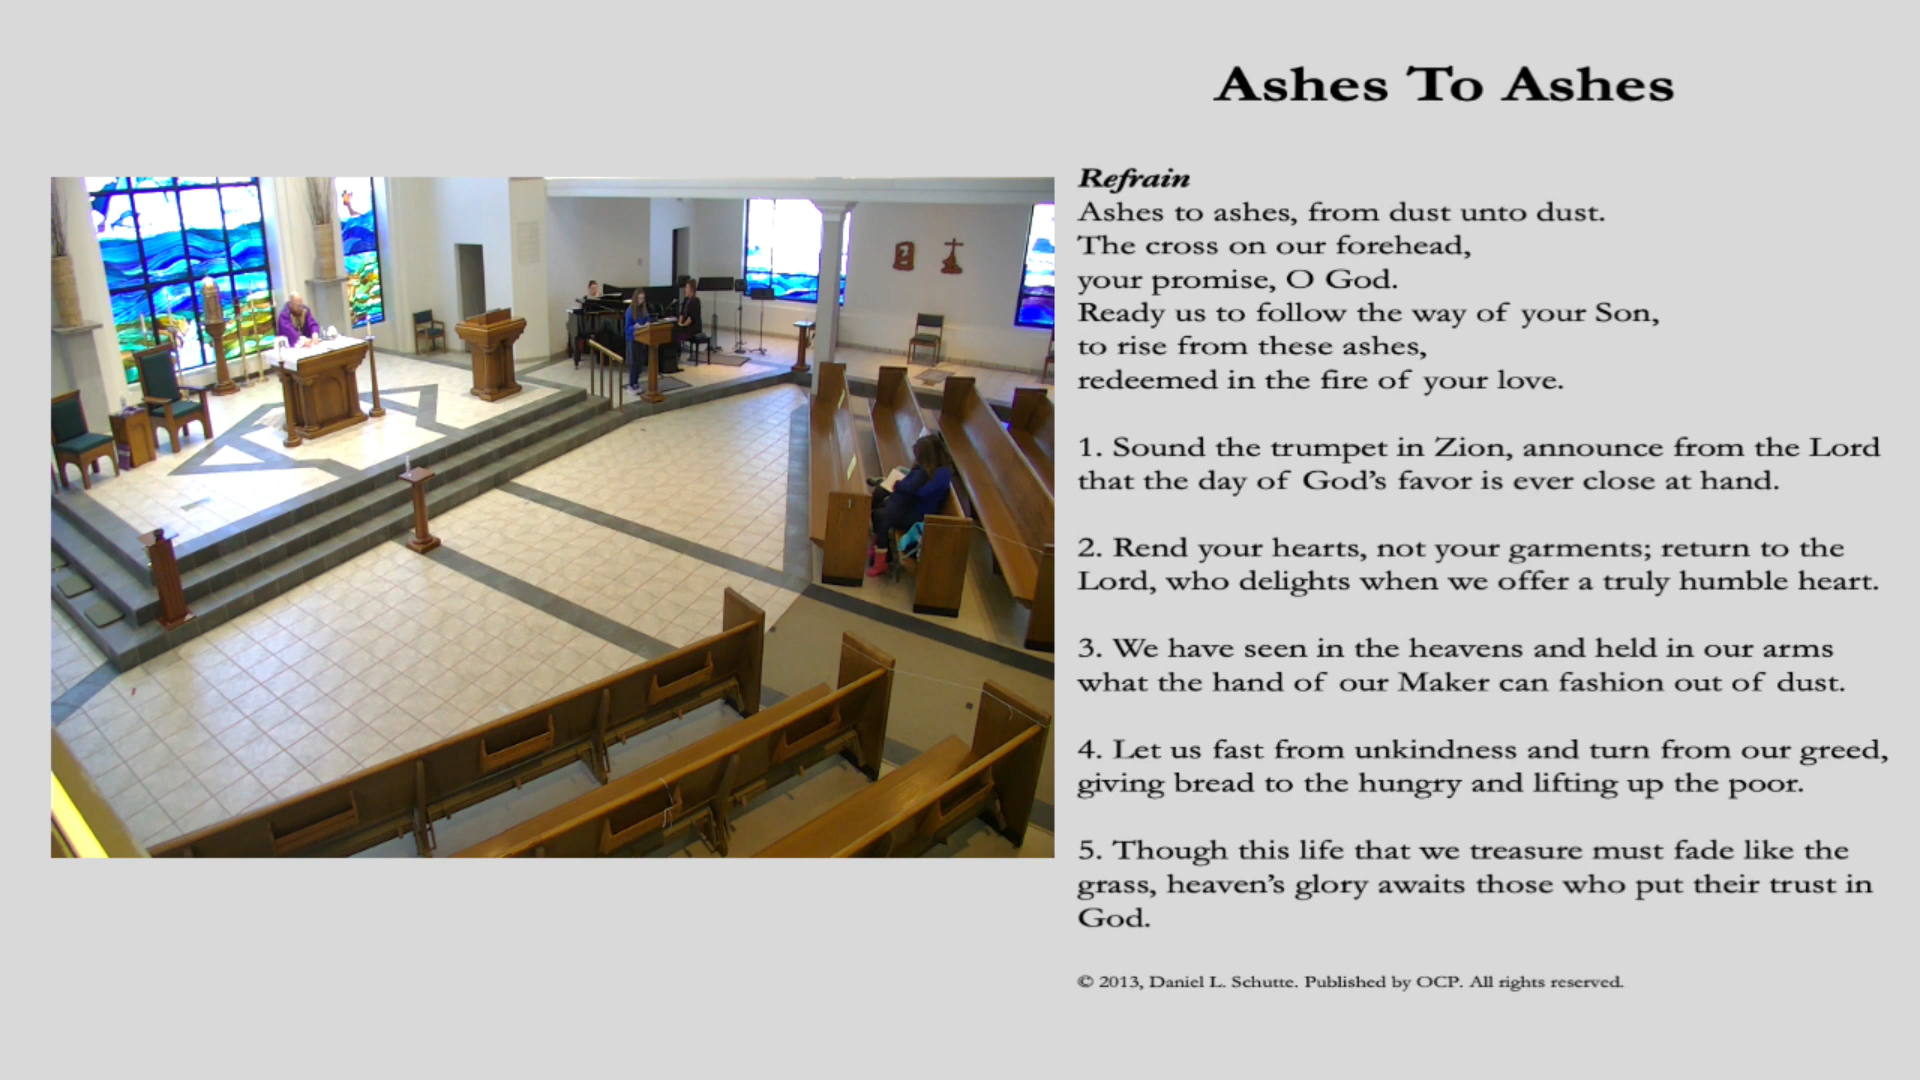 Ashes To Ashes
Refrain
Ashes to ashes, from dust unto dust.
The cross on our forehead,
your promise, O God.
Ready us to follow the way of your Son,
to rise from these ashes,
redeemed in the fire of your love.
1. Sound the trumpet in Zion, announce from the Lord
that the day of God’s favor is ever close at hand.
2. Rend your hearts, not your garments; return to the
Lord, who delights when we offer a truly humble heart.
3. We have seen in the heavens and held in our arms
what the hand of our Maker can fashion out of dust.
4. Let us fast from unkindness and turn from our greed,
giving bread to the hungry and lifting up the poor.
5. Though this life that we treasure must fade like the
grass, heaven’s glory awaits those who put their trust in
God.
© 2013, Daniel L. Schutte. Published by OCP. All rights reserved.